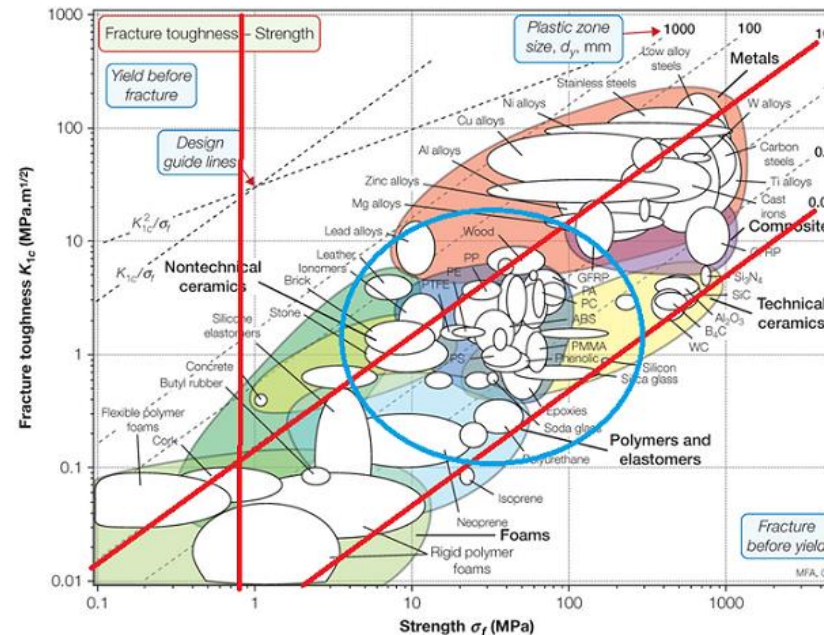 Fracture toughness – Strength
Yield before
fracture
Plastic zone
size, dy, mm
1000
100
Low alloy
steels
Metals
Stainless steels
Ni alloys
W alloys
Cu alloys
Design
guide lines
Al alloys
Carbon
steels
Zinc alloys
Ti alloys
Mg alloys
Cast
irons
K1c²/σf
Lead alloys
Wood
Composite
K1c/σf
Leather
Ionomers
PP
PE
PTFE
GFRP
PA
PC
ABS
Si3N4
SiC
Al2O3
B4C
WC
Technical
ceramics
Nontechnical
ceramics
Brick
Stone
Silicone
elastomers
PS
PMMA
Phenolic
Silicon
Concrete
Butyl rubber
Epoxies
Soda glass
Flexible polymer
foams
Cork
Polymers and
elastomers
Isoprene
Neoprene
Foams
Rigid polymer
foams
Fracture
before yield
Fracture toughness K1c (MPa.m1/2)
1000
100
10
1
0.1
0.01
0.1
1
10
100
1000
Strength σf (MPa)